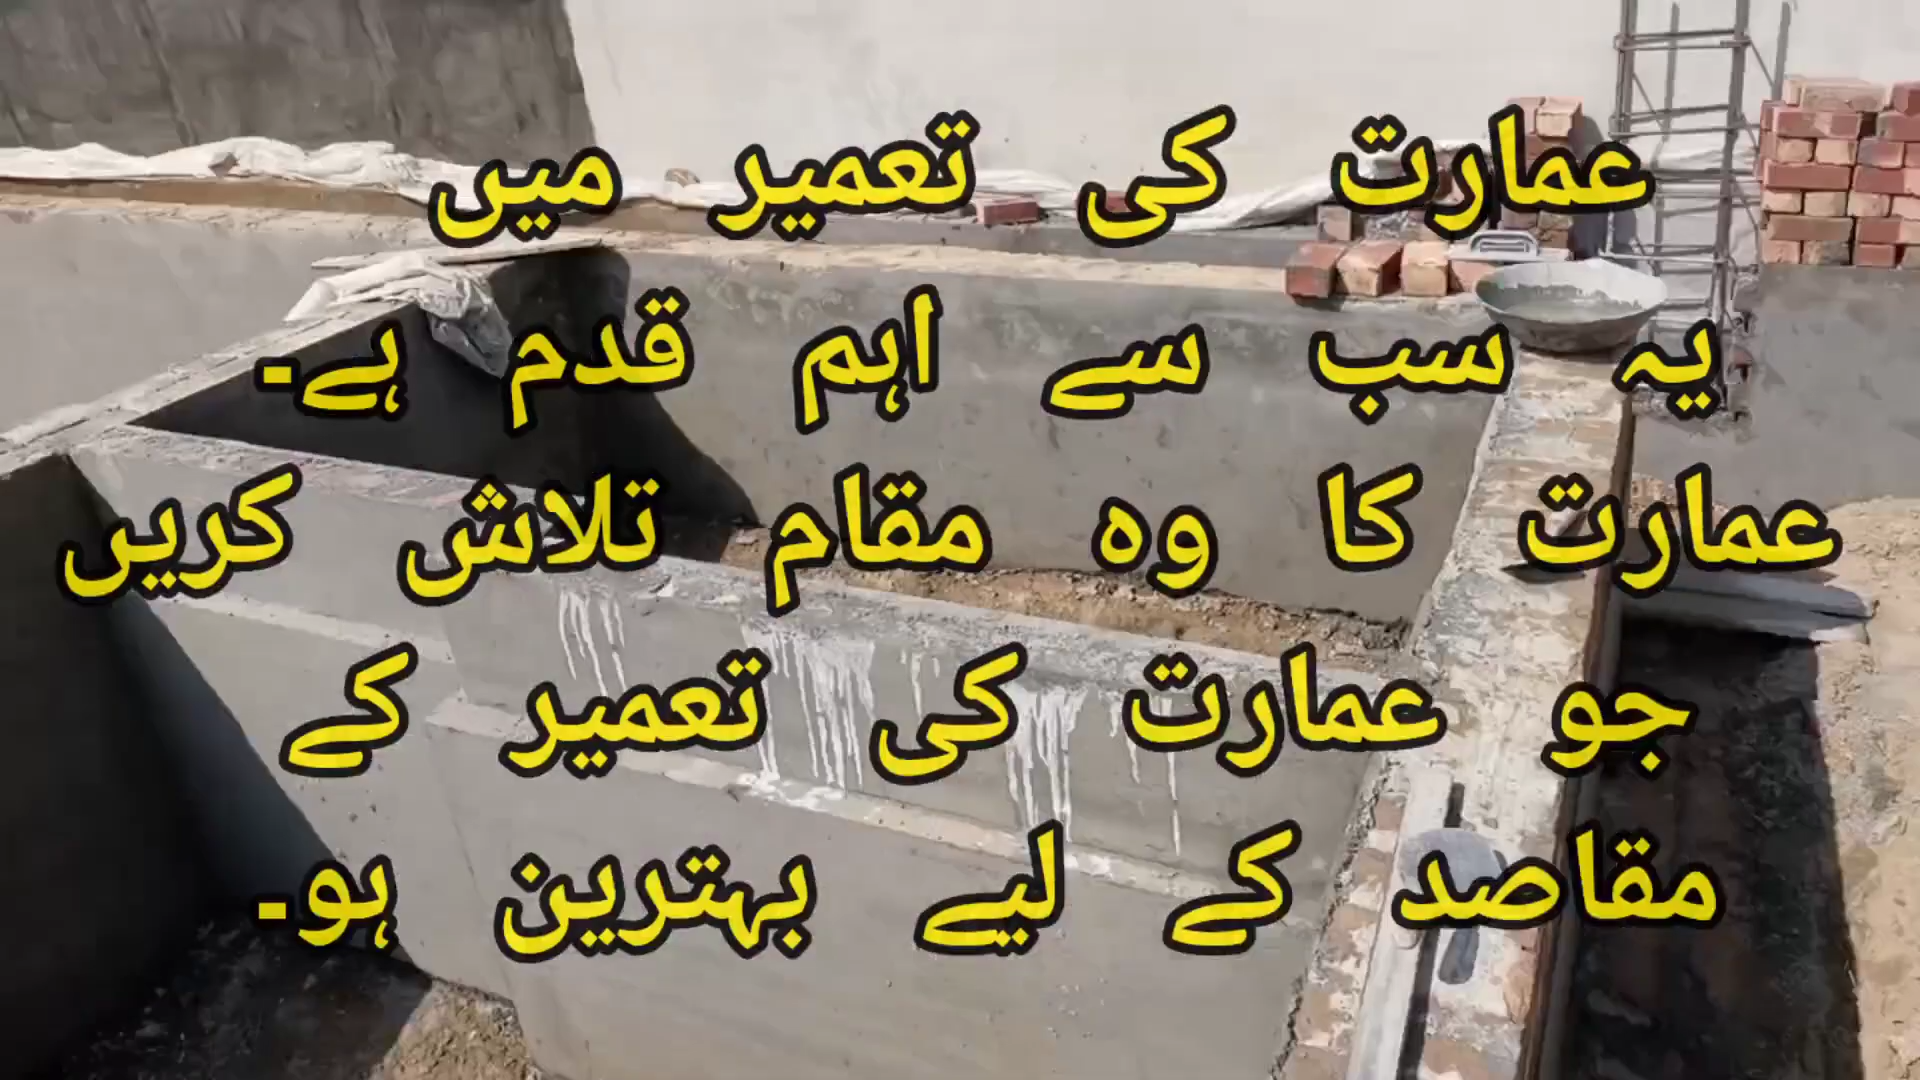 عمارت کی تعمیر میں
یہ سب سے اہم قدم ہے۔
عمارت کا وہ مقام تلاش کریں
جو عمارت کی تعمیر کے
مقاصد کے لیے بہترین ہو۔